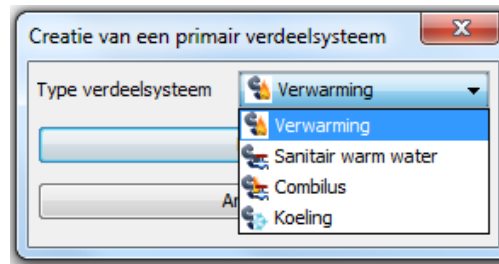 Creatie van een primair verdeelsysteem
Type verdeelsysteem Verwarming
Verwarming
Sanitair warm water
Combilus
Koeling